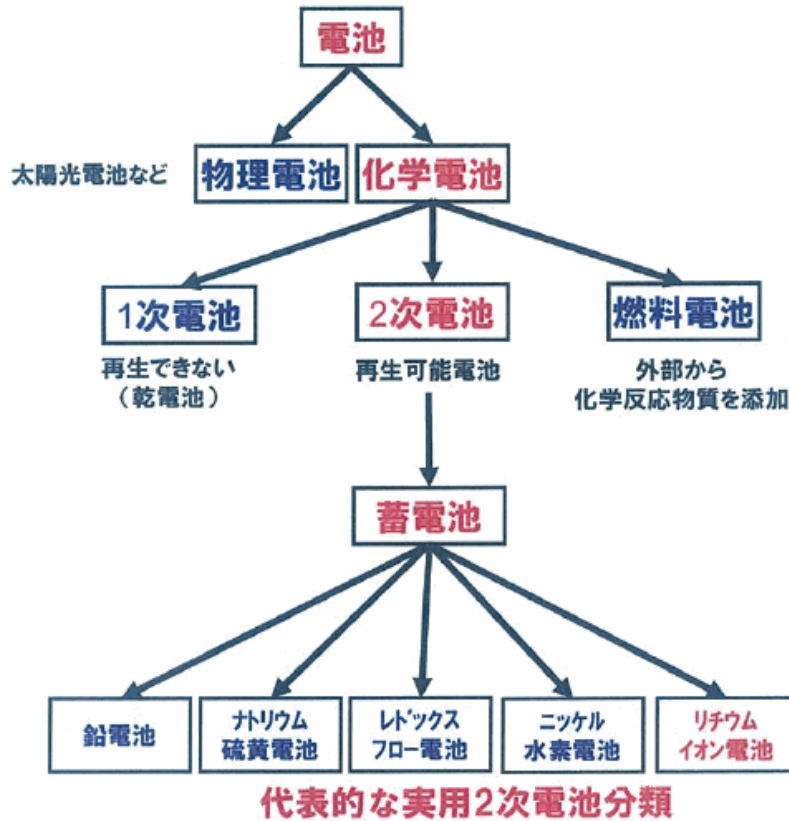 電池
太陽光電池など
物理電池
化学電池
1次電池
2次電池
燃料電池
再生できない
（乾電池）
再生可能電池
外部から
化学反応物質を添加
蓄電池
鉛電池
ナトリウム
硫黄電池
レドックス
フロー電池
ニッケル
水素電池
リチウム
イオン電池
代表的な実用2次電池分類